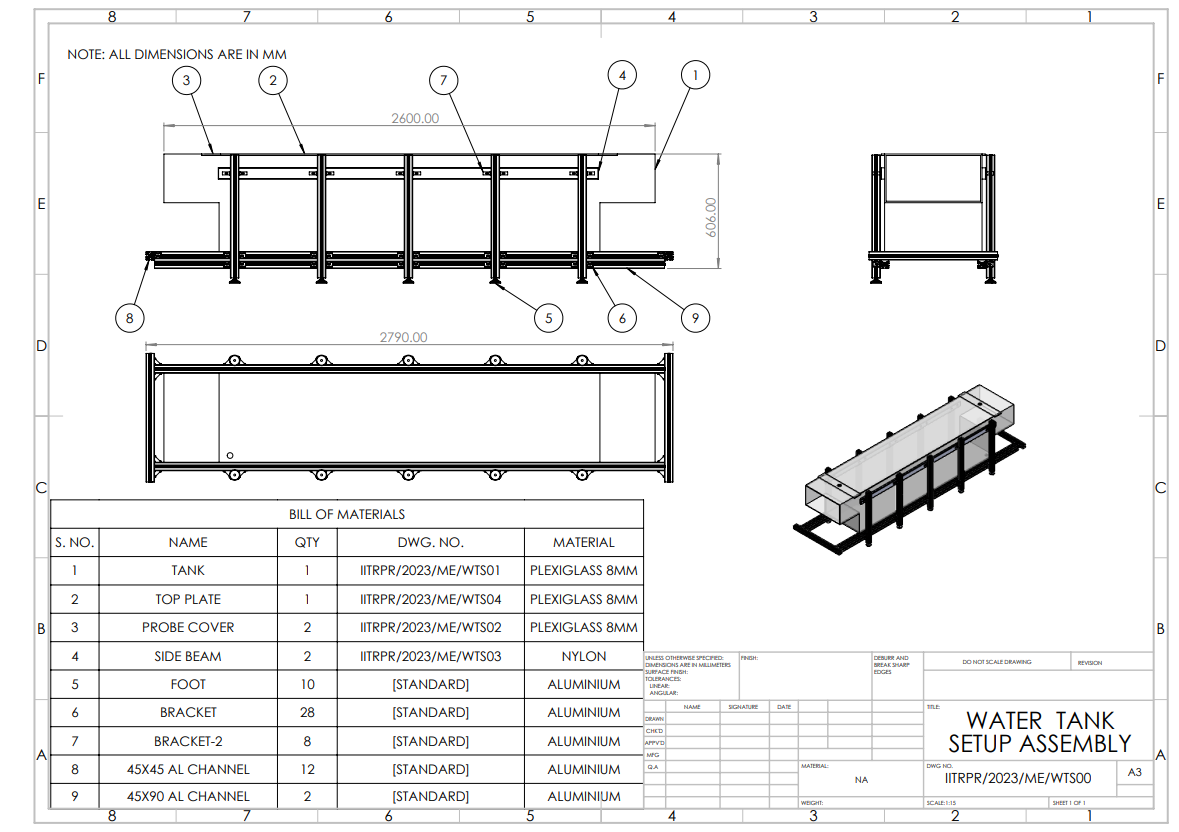 8 7 6 5 4 3 2 1
NOTE: ALL DIMENSIONS ARE IN MM
F F
3 2 7 4 1
2600.00
E E
606.00
8 5 6 9
D D
2790.00
C C
BILL OF MATERIALS
S. NO. NAME QTY DWG. NO. MATERIAL
1 TANK 1 IITRPR/2023/ME/WTS01 PLEXIGLASS 8MM
2 TOP PLATE 1 IITRPR/2023/ME/WTS04 PLEXIGLASS 8MM
3 PROBE COVER 2 IITRPR/2023/ME/WTS02 PLEXIGLASS 8MM
4 SIDE BEAM 2 IITRPR/2023/ME/WTS03 NYLON
5 FOOT 10 [STANDARD] ALUMINIUM
6 BRACKET 28 [STANDARD] ALUMINIUM
7 BRACKET-2 8 [STANDARD] ALUMINIUM
8 45X45 AL CHANNEL 12 [STANDARD] ALUMINIUM
9 45X90 AL CHANNEL 2 [STANDARD] ALUMINIUM
B B
A A
UNLESS OTHERWISE SPECIFIED:
DIMENSIONS ARE IN MILLIMETERS
SURFACE FINISH:
TOLERANCES:
LINEAR:
ANGULAR:
FINISH:
DEBURR AND
BREAK SHARP
EDGES
DO NOT SCALE DRAWING
REVISION
NAME SIGNATURE DATE
DRAWN
CHK'D
APPV'D
MFG
Q.A
MATERIAL:
NA
WEIGHT:
TITLE:
WATER TANK
SETUP ASSEMBLY
DWG NO.
IITRPR/2023/ME/WTS00
A3
SCALE:1:15
SHEET 1 OF 1
8 7 6 5 4 3 2 1